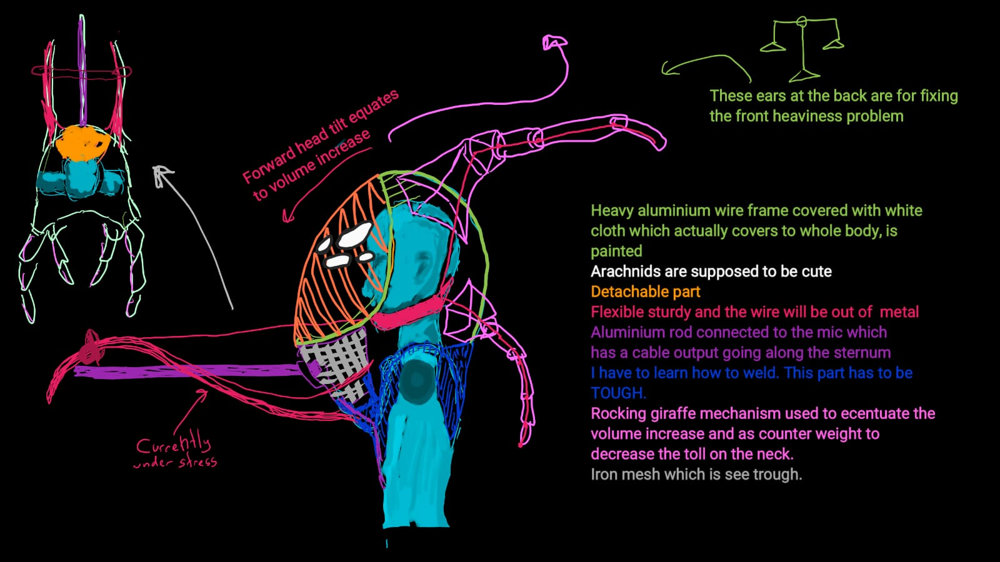 These ears at the back are for fixing
the front heaviness problem
Forward head tilt equates
to volume increase
Heavy aluminium wire frame covered with white
cloth which actually covers to whole body, is
painted
Arachnids are supposed to be cute
Detachable part
Flexible sturdy and the wire will be out of metal
Aluminium rod connected to the mic which
has a cable output going along the sternum
I have to learn how to weld. This part has to be
TOUGH.
Rocking giraffe mechanism used to ecentuate the
volume increase and as counter weight to
decrease the toll on the neck.
Iron mesh which is see trough.
Currently
under stress